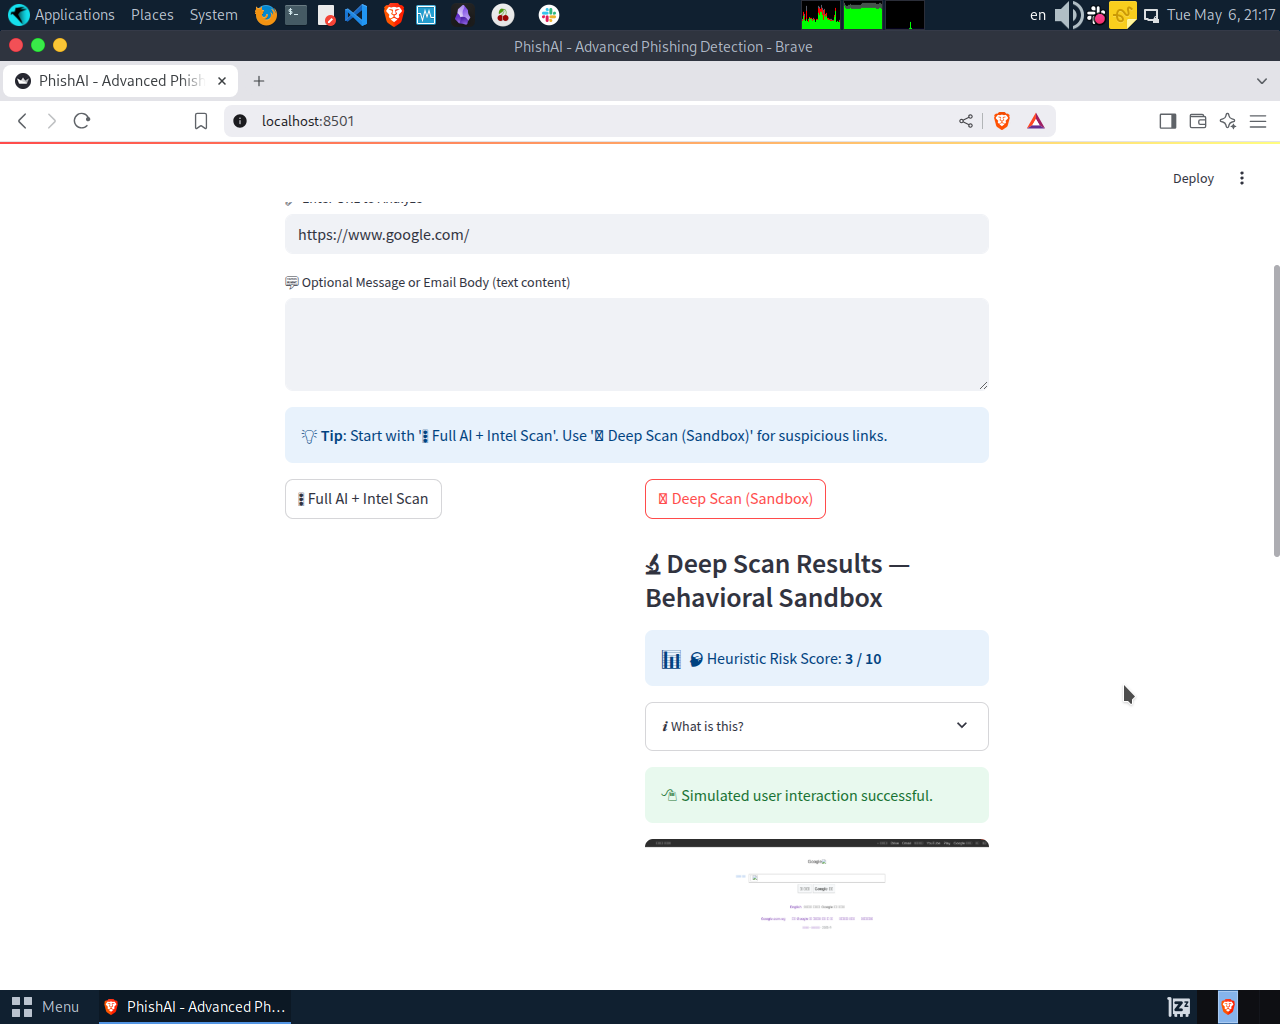 Applications Places System
en
Tue May 6, 21:17
PhishAI - Advanced Phishing Detection - Brave
PhishAI - Advanced Phish
localhost:8501
Deploy
https://www.google.com/
Optional Message or Email Body (text content)
Tip: Start with 'Full AI + Intel Scan'. Use 'Deep Scan (Sandbox)' for suspicious links.
Full AI + Intel Scan
Deep Scan (Sandbox)
Deep Scan Results —
Behavioral Sandbox
Heuristic Risk Score: 3 / 10
What is this?
Simulated user interaction successful.
Google
Menu
PhishAI - Advanced Ph...